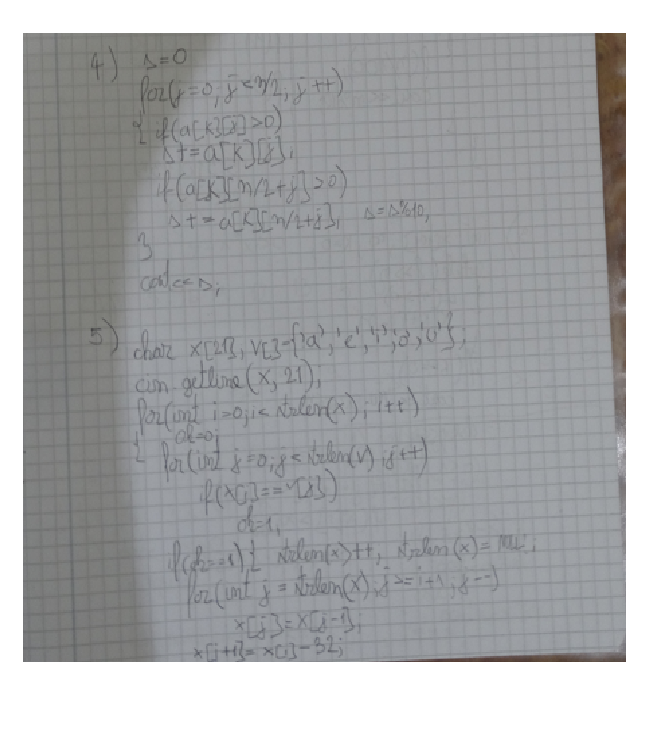 4) s=0
for(j=0; j<n/2, j++)
{ if(a[k][j]>0)
s+=a[k][j];
if(a[k][n/2+j]>0)
s+=a[k][n/2+j]; s=s%10;
}
cout<<s;
5) char x[21], v[]={'a','e','i','o','u'};
cin getline(x, 21);
for(int i=0;i< strlen(x); i++)
{ ok=0;
for(int j=0;j< strlen(v) ;j++)
if(x[i]==v[j])
ok=1;
if(ok==1){ strlen(x)++; strlen(x)=
for(int j = strlen(x), j>=i+1, j--)
x[j]=x[j-1];
x[i+1]=x[i]-32;